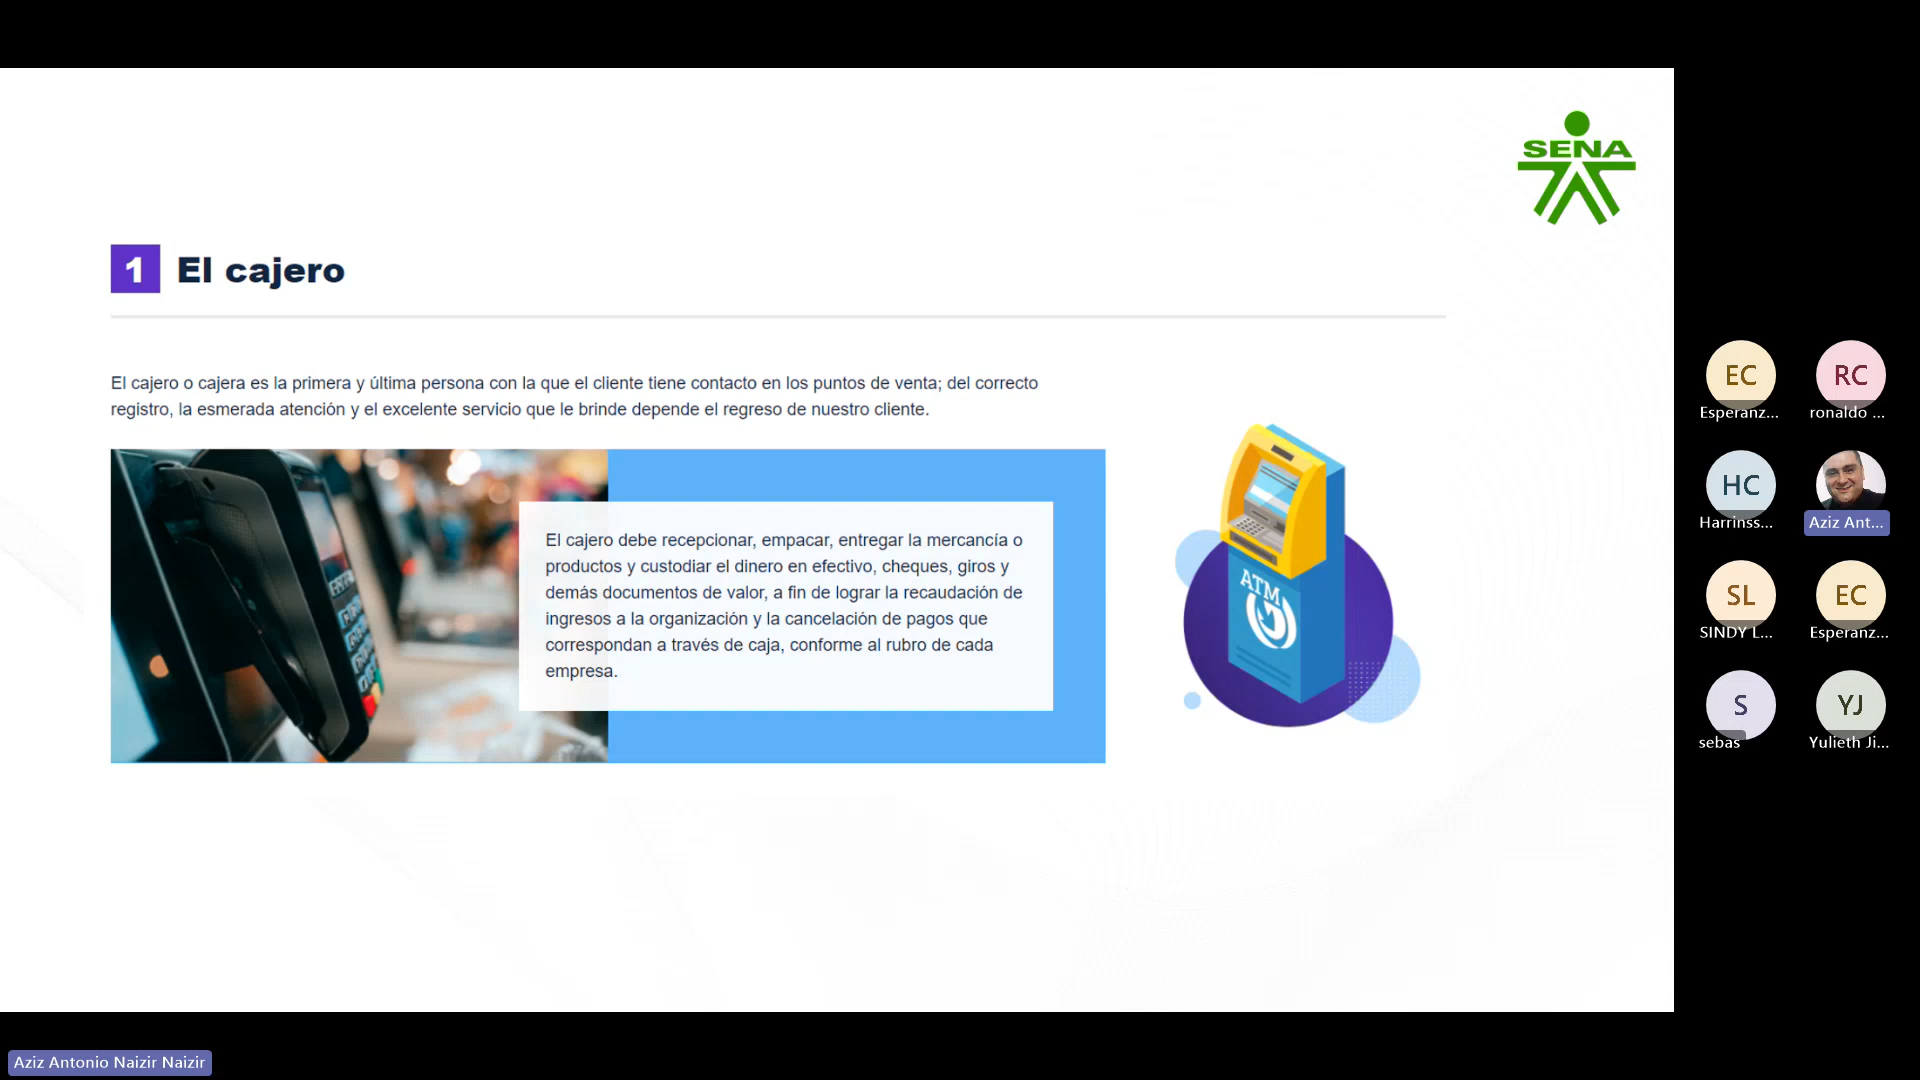 SENA
1 El cajero
El cajero o cajera es la primera y última persona con la que el cliente tiene contacto en los puntos de venta; del correcto
registro, la esmerada atención y el excelente servicio que le brinde depende el regreso de nuestro cliente.
El cajero debe recepcionar, empacar, entregar la mercancía o
productos y custodiar el dinero en efectivo, cheques, giros y
demás documentos de valor, a fin de lograr la recaudación de
ingresos a la organización y la cancelación de pagos que
correspondan a través de caja, conforme al rubro de cada
empresa.
ATM
EC
Esperanz...
RC
ronaldo ...
HC
Harrinss...
Aziz Ant...
SL
SINDY L...
EC
Esperanz...
S
sebas
YJ
Yulieth Ji...
Aziz Antonio Naizir Naizir